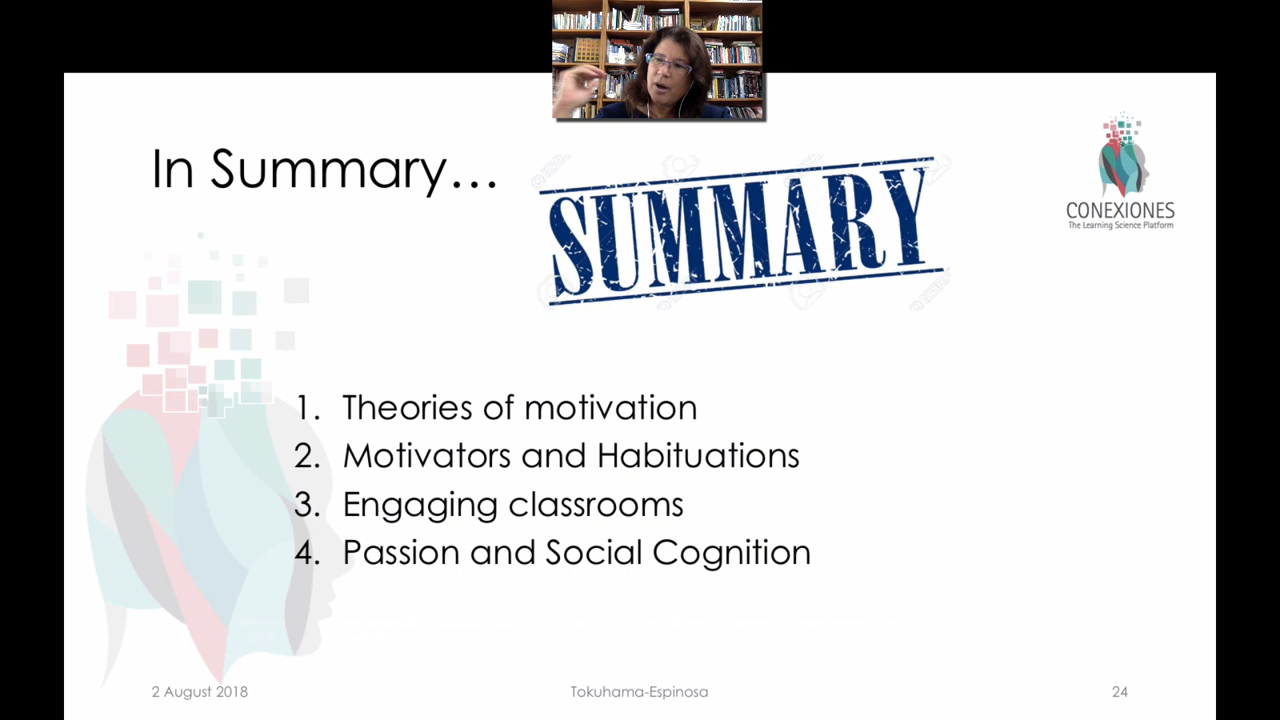 In Summary...
SUMMARY
CONEXIONES
The Learning Science Platform
1. Theories of motivation
2. Motivators and Habituations
3. Engaging classrooms
4. Passion and Social Cognition
2 August 2018
Tokuhama-Espinosa
24